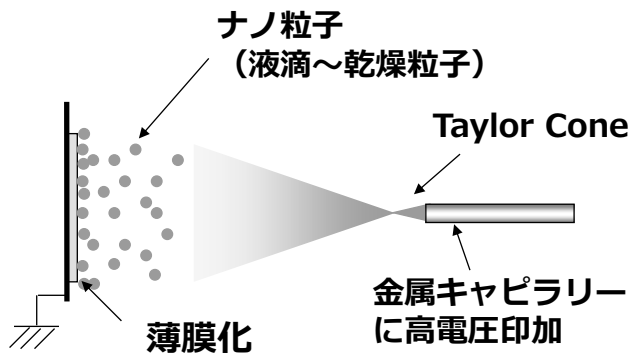 ナノ粒子
（液滴～乾燥粒子）
Taylor Cone
金属キャピラリー
に高電圧印加
薄膜化